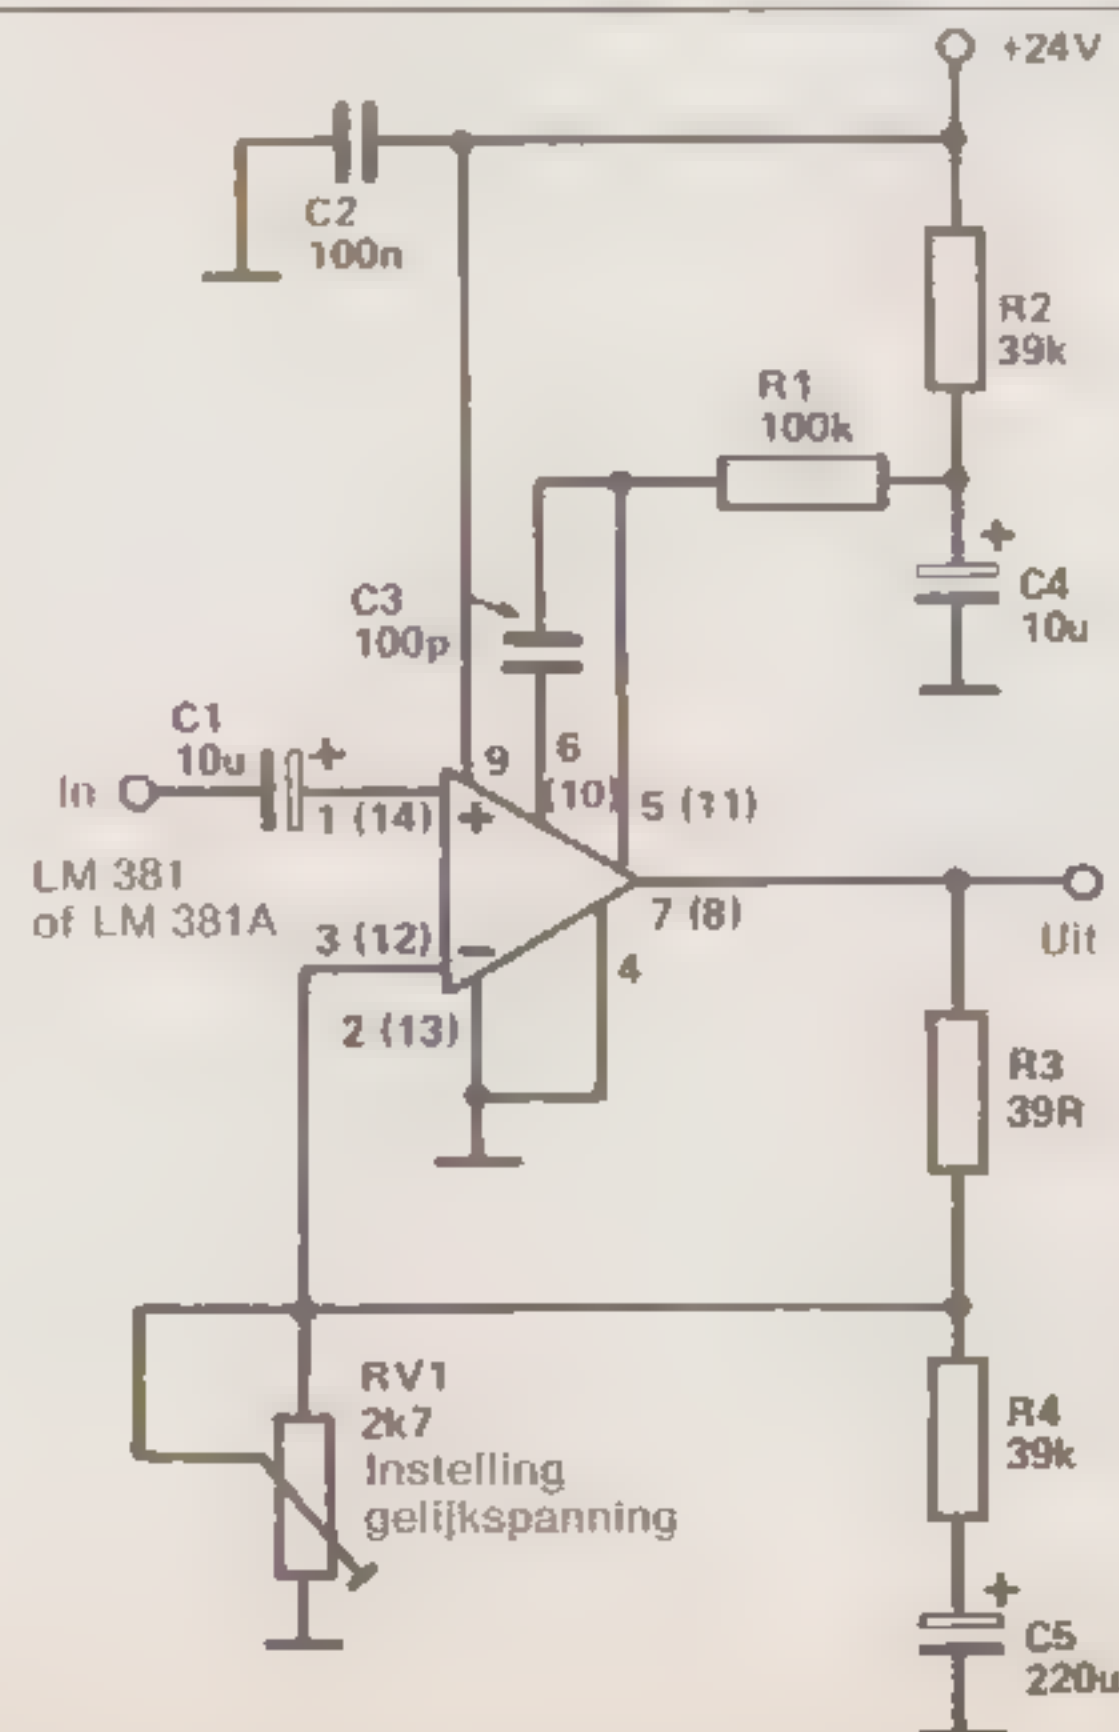 +24V
C2
100n
R2
39k
R1
100k
C3
100p
C4
10u
C1
10u
+
+
In
1 (14)
9
6
(10)
5 (11)
+
LM 381
of LM 381A
3 (12)
7 (8)
Uit
4
2 (13)
R3
39R
RV1
2k7
Instelling
gelijkspanning
R4
39k
+
C5
220u